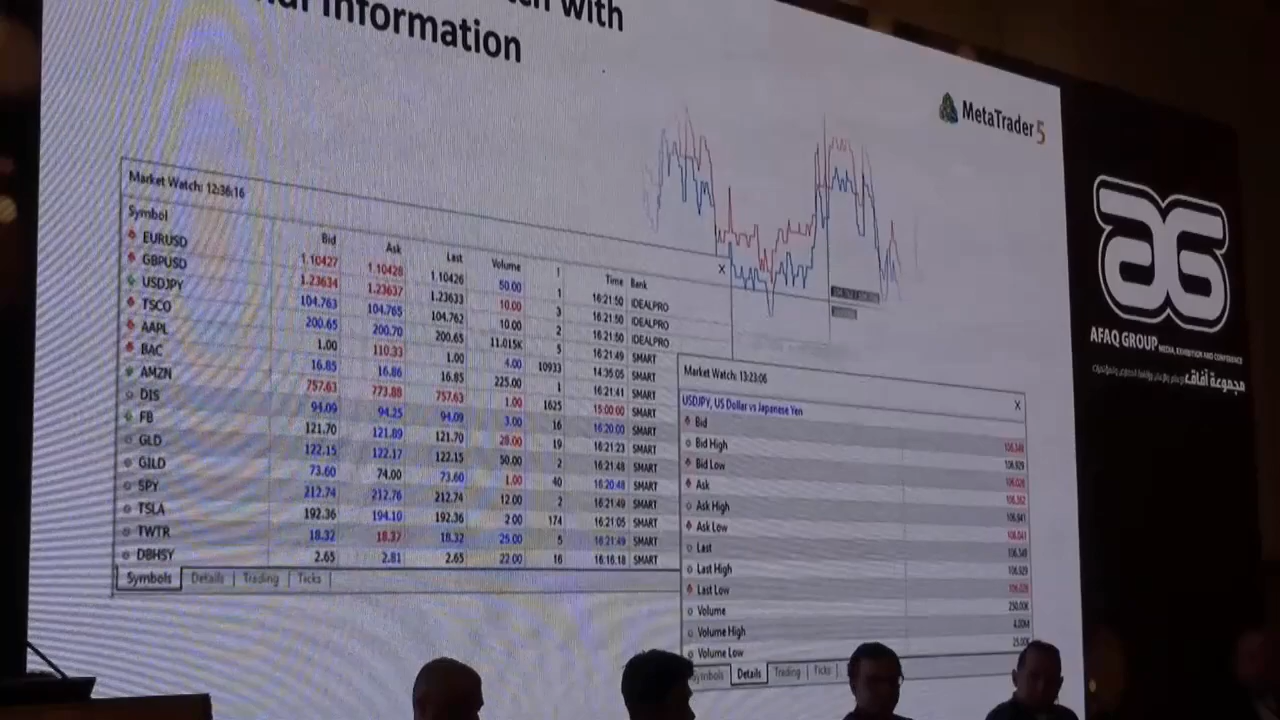 with
Information
MetaTrader 5
Market Watch: 12:36:16
Symbol Bid Ask Last Volume ! Time Bank
EURUSD 1.10427 1.10428 1.10426 50.00 1 16:21:50 IDEALPRO
GBPUSD 1.23634 1.23637 1.23633 10.00 3 16:21:50 IDEALPRO
USDJPY 104.763 104.765 104.762 10.00 2 16:21:50 IDEALPRO
TSCO 200.65 200.70 200.65 11.015K 5 16:21:49 SMART
AAPL 1.00 110.33 1.00 4.00 10933 14:36:05 SMART
BAC 16.85 16.86 16.85 225.00 1 16:21:41 SMART
AMZN 757.63 773.88 757.63 1.00 1625 15:00:00 SMART
DIS 94.09 94.25 94.09 3.00 16 16:20:00 SMART
FB 121.70 121.89 121.70 28.00 19 16:21:23 SMART
GLD 122.15 122.17 122.15 50.00 2 16:21:48 SMART
GILD 73.60 74.00 73.60 1.00 40 16:20:48 SMART
SPY 212.74 212.76 212.74 12.00 2 16:21:49 SMART
TSLA 192.36 194.10 192.36 2.00 174 16:21:05 SMART
TWTR 18.32 18.37 18.32 25.00 5 16:21:49 SMART
DBHSY 2.65 2.81 2.65 22.00 16 16:16:18 SMART
Symbols Details Trading Ticks
Market Watch: 13:23:06
USDJPY, US Dollar vs Japanese Yen
Bid
Bid High
Bid Low
Ask
Ask High
Ask Low
Last
Last High
Last Low
Volume
Volume High
Volume Low
Symbols Details Trading Ticks
AFAQ GROUP MEDIA, EXHIBITION AND CONFERENCE
مجموعة آفاق